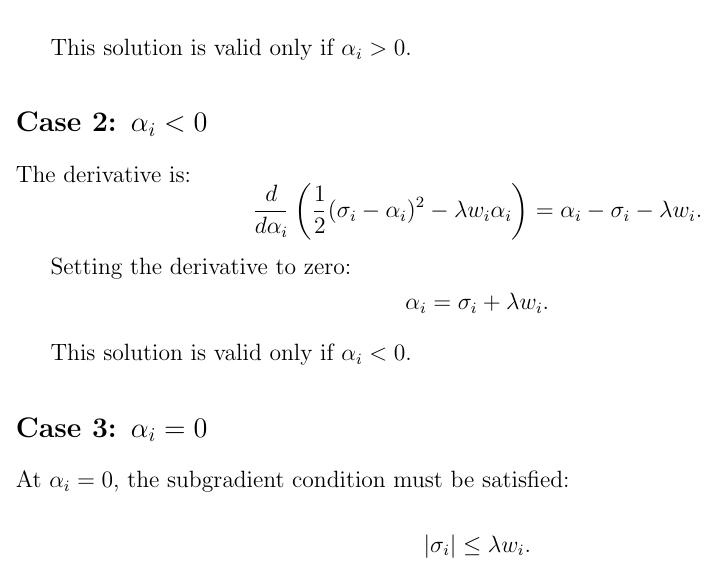 This solution is valid only if $\alpha_i > 0$.
Case 2: $\alpha_i < 0$
The derivative is:
$\frac{d}{d\alpha_i} \left( \frac{1}{2} (\sigma_i - \alpha_i)^2 - \lambda w_i \alpha_i \right) = \alpha_i - \sigma_i - \lambda w_i.$
Setting the derivative to zero:
$\alpha_i = \sigma_i + \lambda w_i.$
This solution is valid only if $\alpha_i < 0$.
Case 3: $\alpha_i = 0$
At $\alpha_i = 0$, the subgradient condition must be satisfied:
$|\sigma_i| \leq \lambda w_i.$